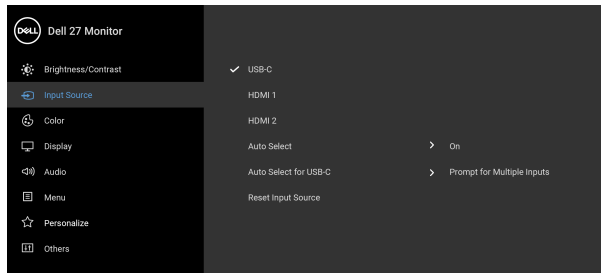 DELL Dell 27 Monitor
Brightness/Contrast
Input Source
Color
Display
Audio
Menu
Personalize
Others
USB-C
HDMI 1
HDMI 2
Auto Select On
Auto Select for USB-C Prompt for Multiple Inputs
Reset Input Source